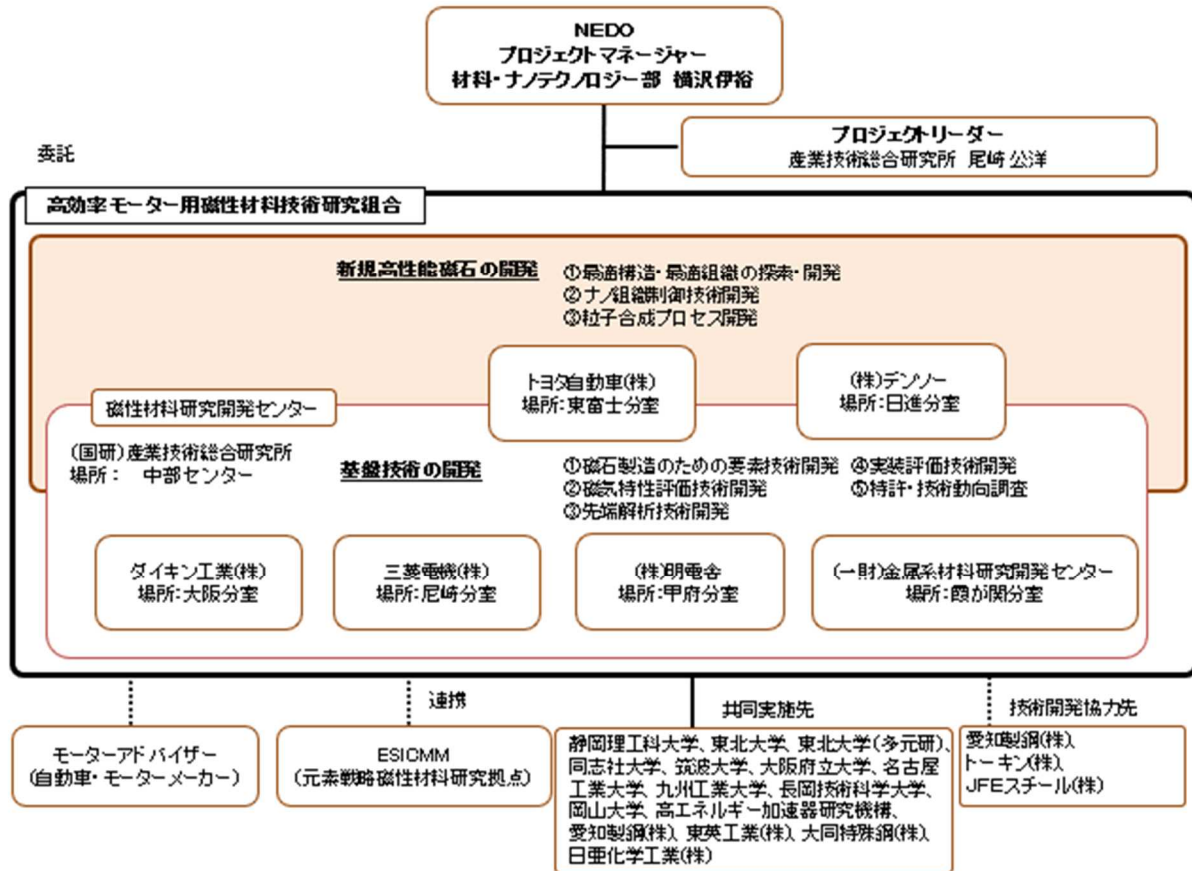 NEDO
プロジェクトマネージャー
材料・ナノテクノロジー部 横沢伊裕
プロジェクトリーダー
産業技術総合研究所 尾崎公洋
委託
高効率モーター用磁性材料技術研究組合
新規高性能磁石の開発
①最適構造・最適組織の探索・開発
②ナノ組織制御技術開発
③粒子合成プロセス開発
トヨタ自動車(株)
場所:東富士分室
(株)デンソー
場所:日進分室
磁性材料研究開発センター
(国研)産業技術総合研究所
場所： 中部センター
基盤技術の開発
①磁石製造のための要素技術開発
②磁気特性評価技術開発
③先端解析技術開発
④実装評価技術開発
⑤特許・技術動向調査
ダイキン工業(株)
場所:大阪分室
三菱電機(株)
場所:尼崎分室
(株)明電舎
場所:甲府分室
(一財)金属系材料研究開発センター
場所:霞が関分室
連携
共同実施先
技術開発協力先
モーターアドバイザー
(自動車・モーターメーカー)
ESICMM
(元素戦略磁性材料研究拠点)
静岡理工科大学、東北大学、東北大学(多元研)、
同志社大学、筑波大学、大阪府立大学、名古屋
工業大学、九州工業大学、長岡技術科学大学、
岡山大学、高エネルギー加速器研究機構、
愛知製鋼(株)、東英工業(株)、大同特殊鋼(株)、
日亜化学工業(株)
愛知製鋼(株)、
トーキン(株)、
JFEスチール(株)